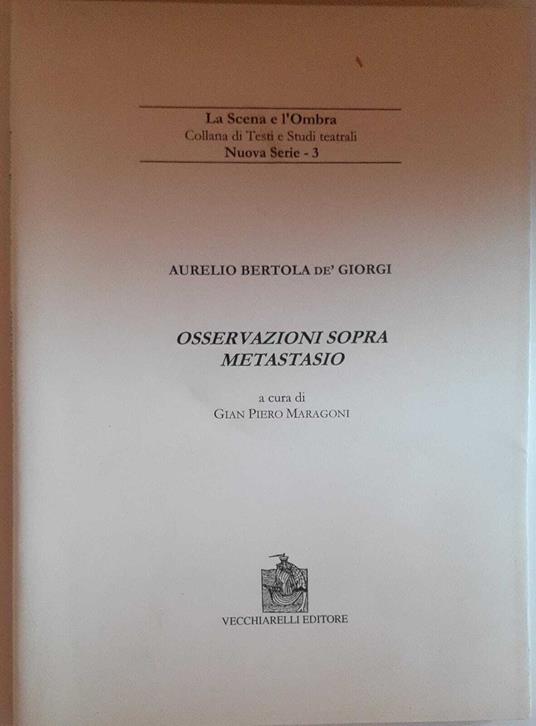 La Scena e l'Ombra
Collana di Testi e Studi teatrali
Nuova Serie - 3
AURELIO BERTOLA DE' GIORGI
OSSERVAZIONI SOPRA
METASTASIO
a cura di
GIAN PIERO MARAGONI
VECCHIARELLI EDITORE